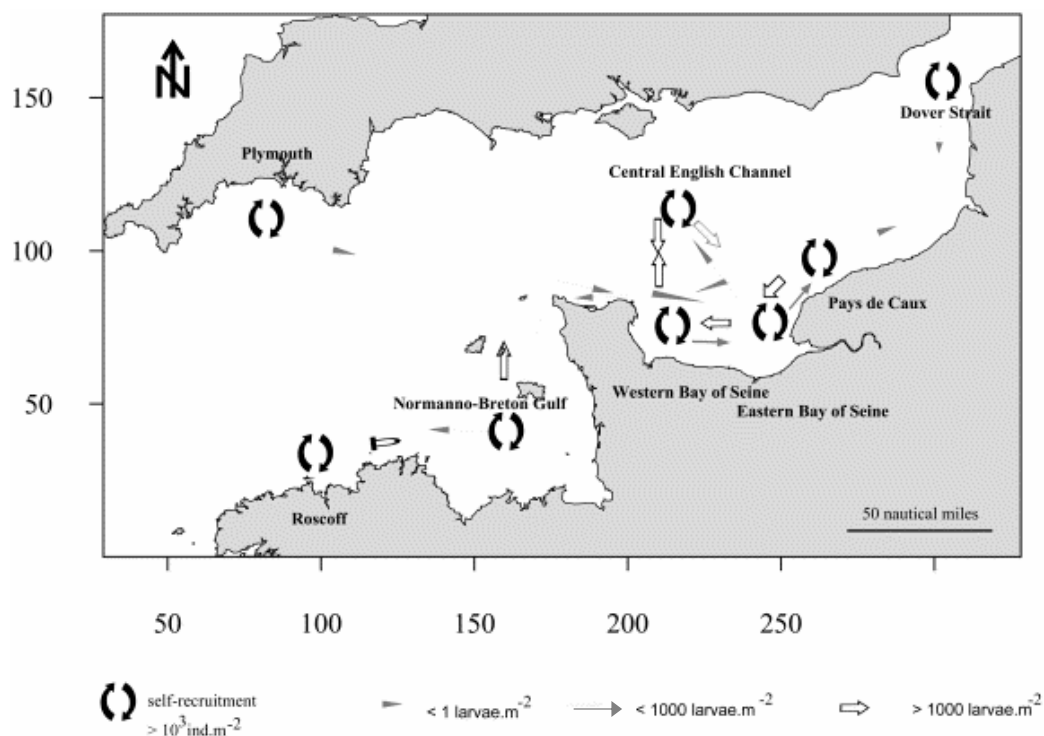 N
150
Dover Strait
Plymouth
Central English Channel
100
Pays de Caux
Western Bay of Seine
50
Normanno-Breton Gulf
Eastern Bay of Seine
Roscoff
50 nautical miles
50 100 150 200 250
self-recruitment
> 10³ind.m⁻²
< 1 larvae.m⁻²
< 1000 larvae.m⁻²
> 1000 larvae.m⁻²